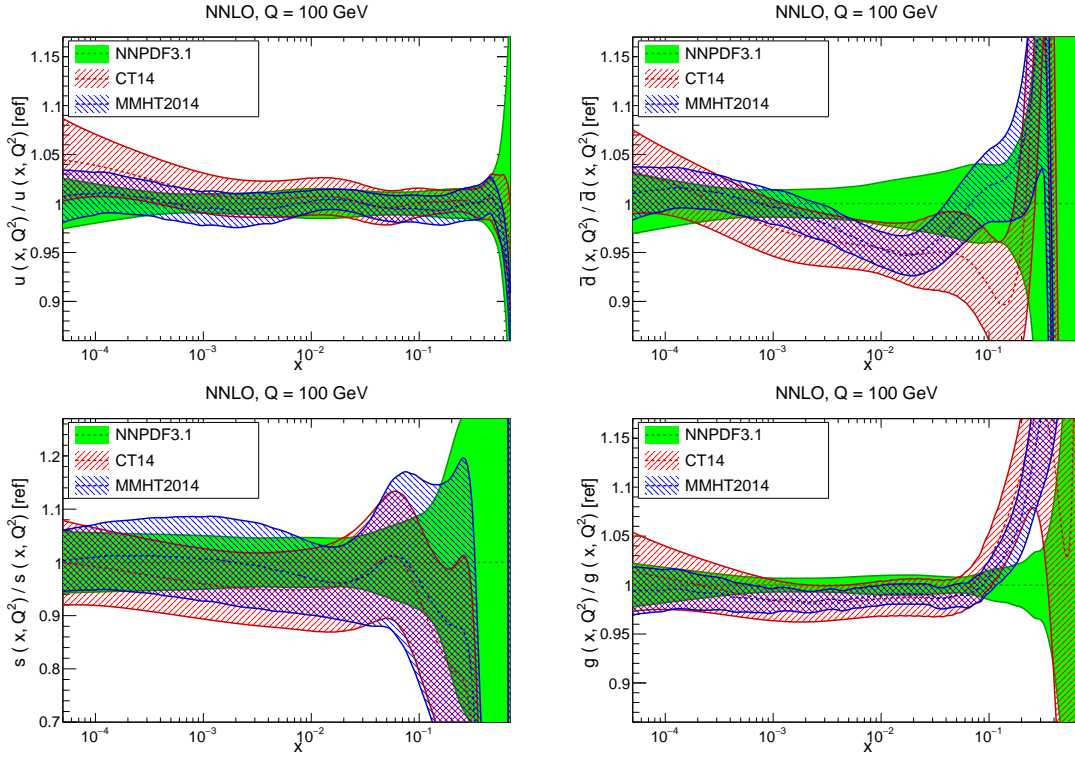 NNLO, Q = 100 GeV
u ( x, Q²) / u ( x, Q²) [ref]
1.15
1.1
1.05
1
0.95
0.9
NNPDF3.1
CT14
MMHT2014
10⁻⁴ 10⁻³ 10⁻² 10⁻¹
x
NNLO, Q = 100 GeV
d̄ ( x, Q²) / d̄ ( x, Q²) [ref]
1.15
1.1
1.05
1
0.95
0.9
NNPDF3.1
CT14
MMHT2014
10⁻⁴ 10⁻³ 10⁻² 10⁻¹
x
NNLO, Q = 100 GeV
s ( x, Q²) / s ( x, Q²) [ref]
1.2
1.1
1
0.9
0.8
0.7
NNPDF3.1
CT14
MMHT2014
10⁻⁴ 10⁻³ 10⁻² 10⁻¹
x
NNLO, Q = 100 GeV
g ( x, Q²) / g ( x, Q²) [ref]
1.15
1.1
1.05
1
0.95
0.9
NNPDF3.1
CT14
MMHT2014
10⁻⁴ 10⁻³ 10⁻² 10⁻¹
x